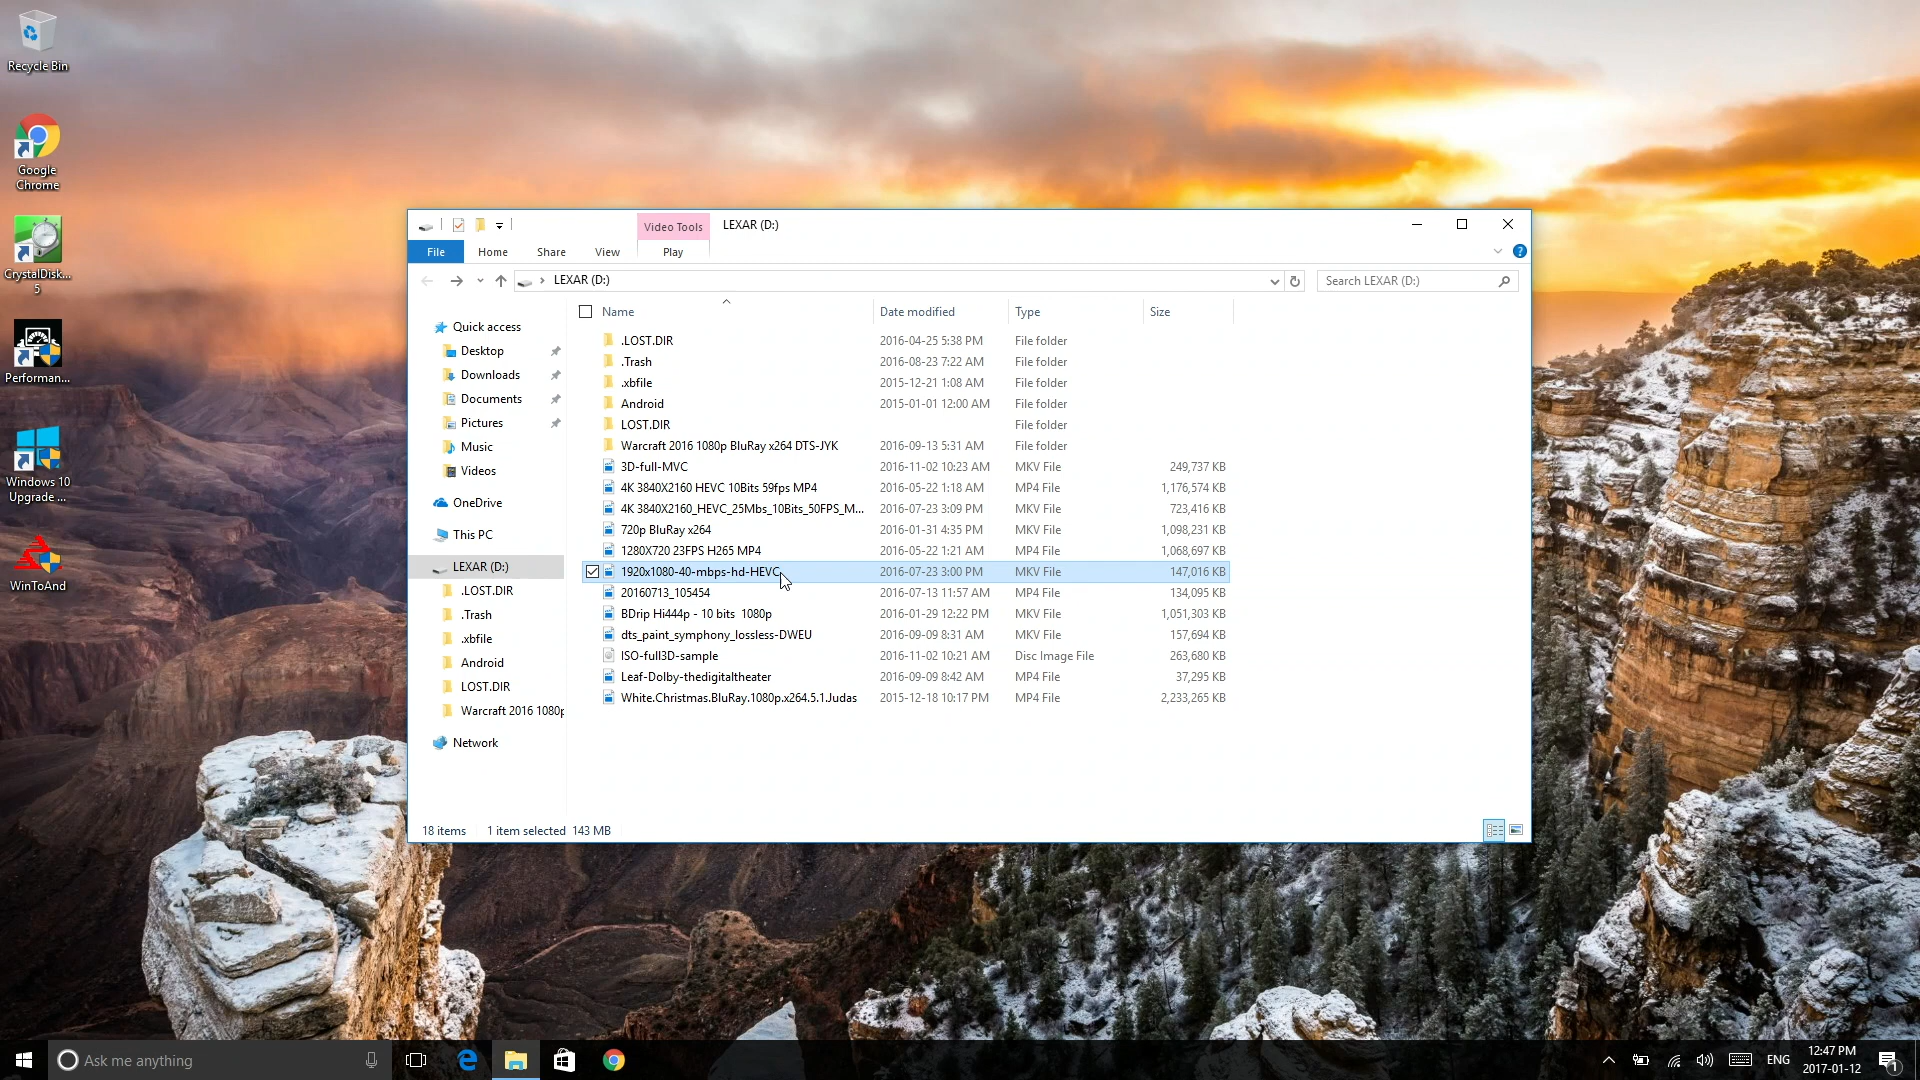 Recycle Bin
Google
Chrome
CrystalDisk...
5
Performan...
Windows 10
Upgrade ...
WinToAnd
Video Tools
LEXAR (D:)
File
Home
Share
View
Play
LEXAR (D:)
Search LEXAR (D:)
Quick access
Desktop
Downloads
Documents
Pictures
Music
Videos
OneDrive
This PC
LEXAR (D:)
.LOST.DIR
.Trash
.xbfile
Android
LOST.DIR
Warcraft 2016 1080p
Network
Name Date modified Type Size
.LOST.DIR 2016-04-25 5:38 PM File folder
.Trash 2016-08-23 7:22 AM File folder
.xbfile 2015-12-21 1:08 AM File folder
Android 2015-01-01 12:00 AM File folder
LOST.DIR File folder
Warcraft 2016 1080p BluRay x264 DTS-JYK 2016-09-13 5:31 AM File folder
3D-full-MVC 2016-11-02 10:23 AM MKV File 249,737 KB
4K 3840X2160 HEVC 10Bits 59fps MP4 2016-05-22 1:18 AM MP4 File 1,176,574 KB
4K 3840X2160_HEVC_25Mbs_10Bits_50FPS_M... 2016-07-23 3:09 PM MKV File 723,416 KB
720p BluRay x264 2016-01-31 4:35 PM MKV File 1,098,231 KB
1280X720 23FPS H265 MP4 2016-05-22 1:21 AM MP4 File 1,068,697 KB
1920x1080-40-mbps-hd-HEVC 2016-07-23 3:00 PM MKV File 147,016 KB
20160713_105454 2016-07-13 11:57 AM MP4 File 134,095 KB
BDrip Hi444p - 10 bits 1080p 2016-01-29 12:22 PM MKV File 1,051,303 KB
dts_paint_symphony_lossless-DWEU 2016-09-09 8:31 AM MKV File 157,694 KB
ISO-full3D-sample 2016-11-02 10:21 AM Disc Image File 263,680 KB
Leaf-Dolby-thedigitaltheater 2016-09-09 8:42 AM MP4 File 37,295 KB
White.Christmas.BluRay.1080p.x264.5.1.Judas 2015-12-18 10:17 PM MP4 File 2,233,265 KB
18 items 1 item selected 143 MB
Ask me anything
ENG
12:47 PM
2017-01-12
1